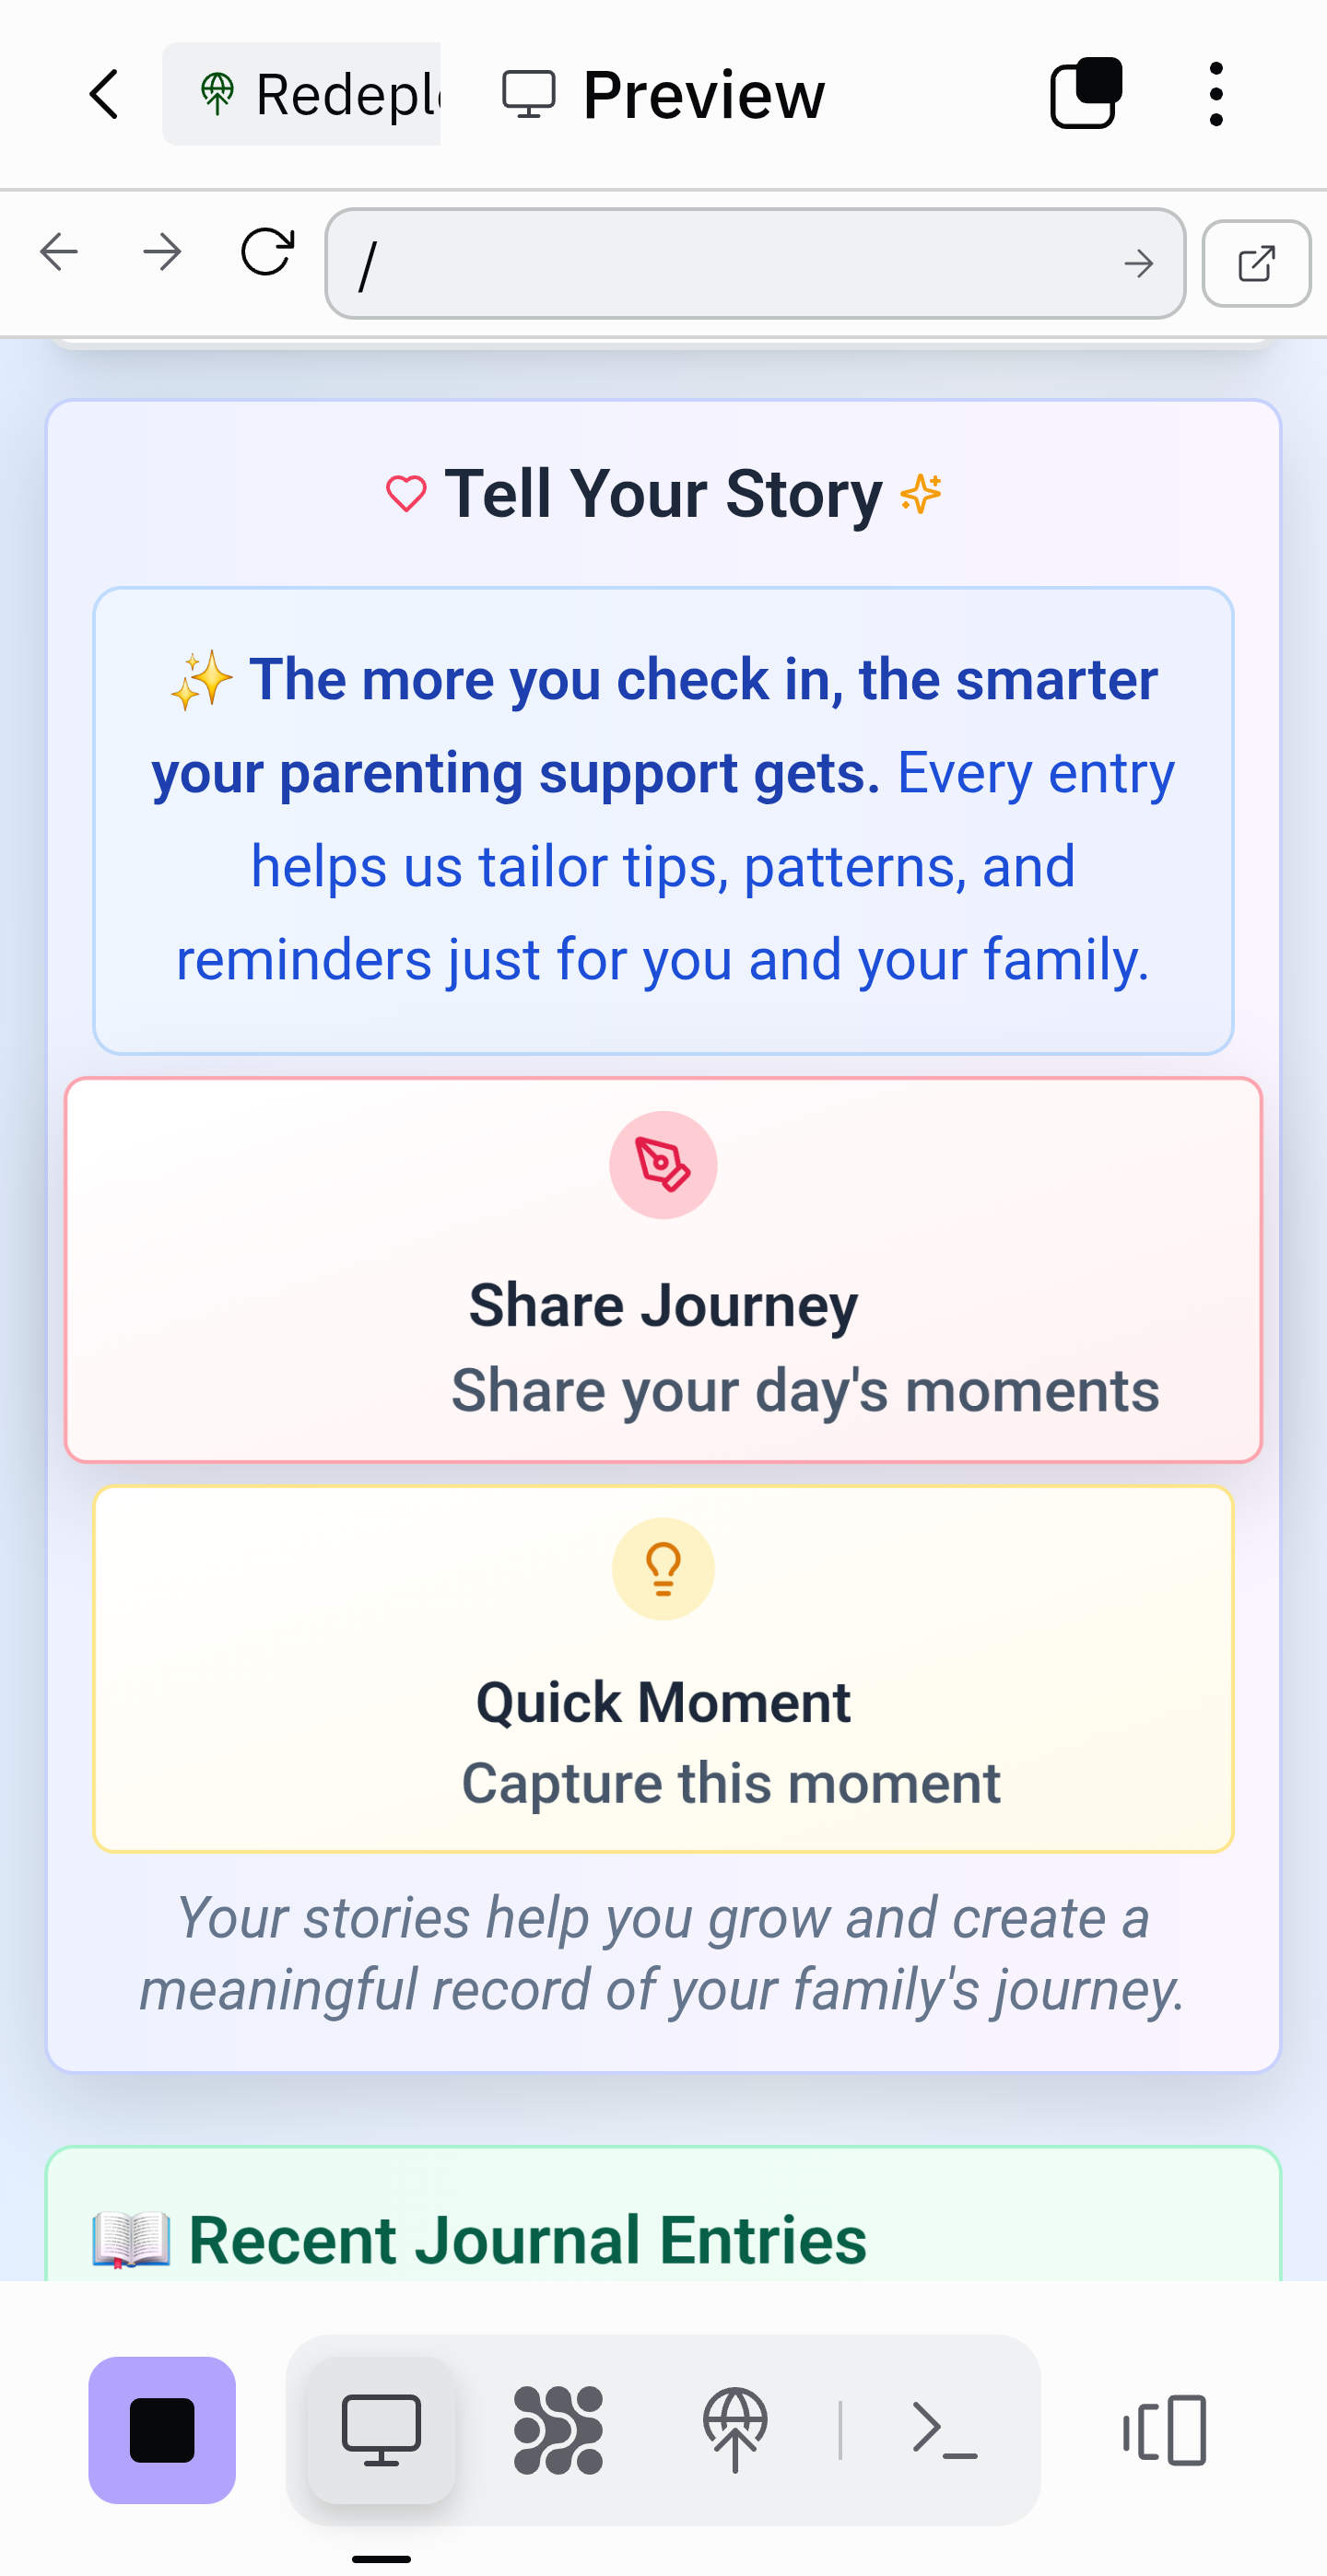 Redepl
Preview
/
Tell Your Story
✨ The more you check in, the smarter
your parenting support gets. Every entry
helps us tailor tips, patterns, and
reminders just for you and your family.
Share Journey
Share your day's moments
Quick Moment
Capture this moment
Your stories help you grow and create a
meaningful record of your family's journey.
📖 Recent Journal Entries